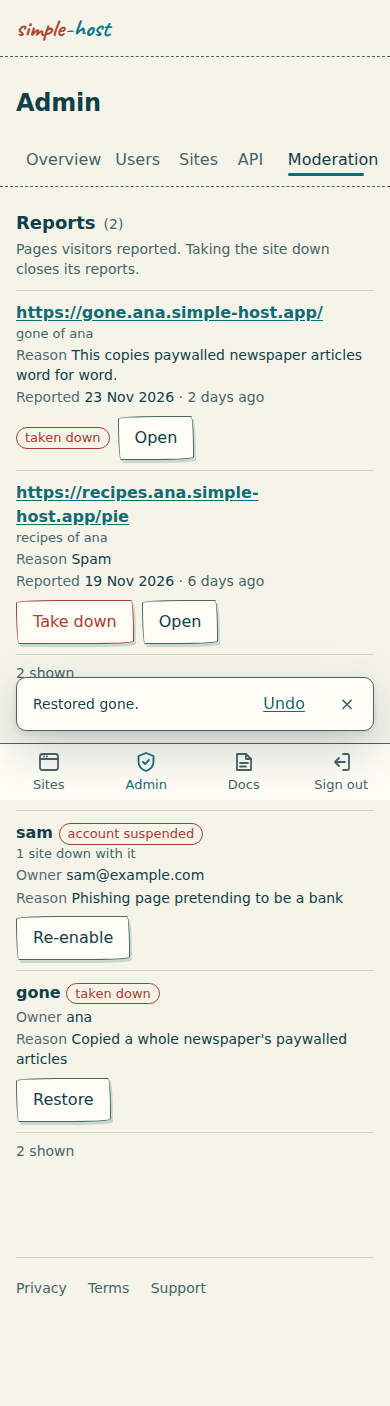 simple-host
Admin
Overview Users Sites API Moderation
Reports (2)
Pages visitors reported. Taking the site down
closes its reports.
https://gone.ana.simple-host.app/
gone of ana
Reason This copies paywalled newspaper articles
word for word.
Reported 23 Nov 2026 · 2 days ago
taken down Open
https://recipes.ana.simple-
host.app/pie
recipes of ana
Reason Spam
Reported 19 Nov 2026 · 6 days ago
Take down Open
2 shown
Restored gone. Undo ×
Sites Admin Docs Sign out
sam account suspended
1 site down with it
Owner sam@example.com
Reason Phishing page pretending to be a bank
Re-enable
gone taken down
Owner ana
Reason Copied a whole newspaper's paywalled
articles
Restore
2 shown
Privacy Terms Support